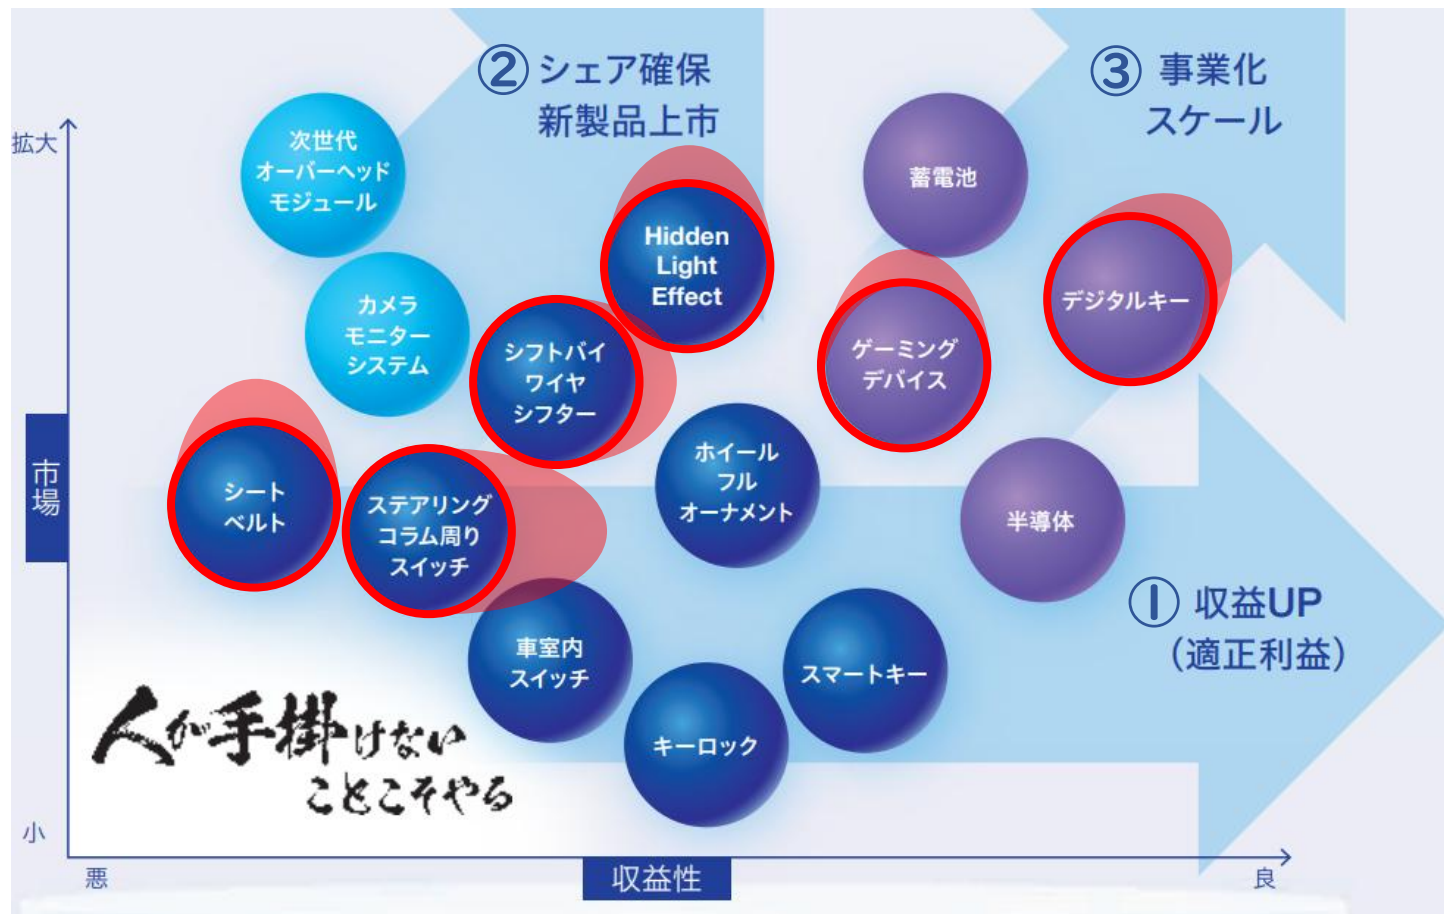 ② シェア確保
新製品上市
③ 事業化
スケール
拡大
次世代
オーバーヘッド
モジュール
蓄電池
Hidden
Light
Effect
デジタルキー
カメラ
モニター
システム
シフトバイ
ワイヤ
シフター
ゲーミング
デバイス
市場
シート
ベルト
ステアリング
コラム周り
スイッチ
ホイール
フル
オーナメント
半導体
① 収益UP
（適正利益）
車室内
スイッチ
スマートキー
キーロック
人が手掛けない
ことこそやる
小
悪
収益性
良